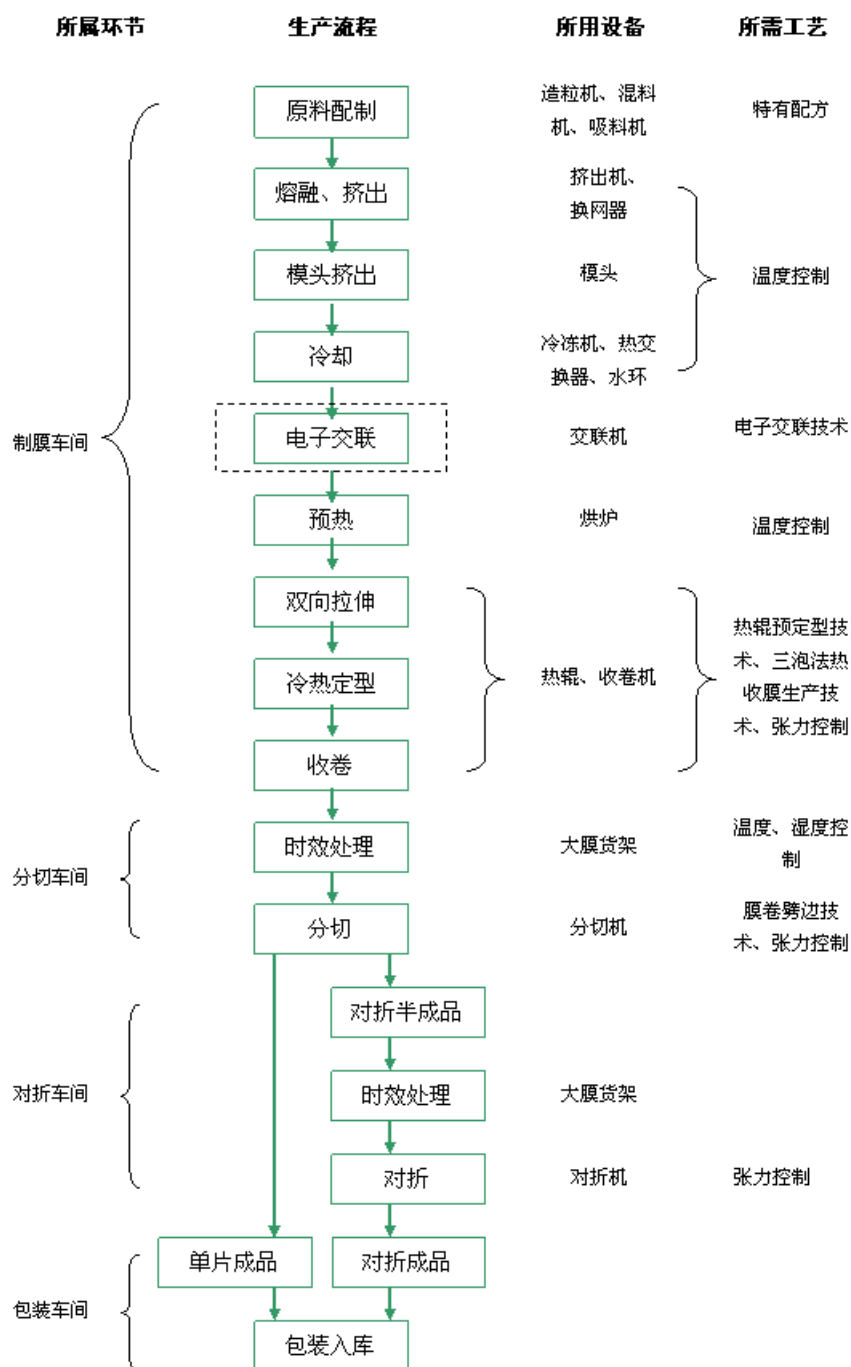 所属环节 生产流程 所用设备 所需工艺
原料配制
造粒机、混料
机、吸料机
特有配方
熔融、挤出
挤出机、
换网器
模头挤出
模头
温度控制
冷却
冷冻机、热交
换器、水环
制膜车间
电子交联
交联机
电子交联技术
预热
烘炉
温度控制
双向拉伸
冷热定型
热辊、收卷机
热辊预定型技
术、三泡法热
收膜生产技
术、张力控制
收卷
分切车间
时效处理
大膜货架
温度、湿度控
制
分切
分切机
膜卷劈边技
术、张力控制
对折半成品
对折车间
时效处理
大膜货架
对折
对折机
张力控制
单片成品
对折成品
包装车间
包装入库